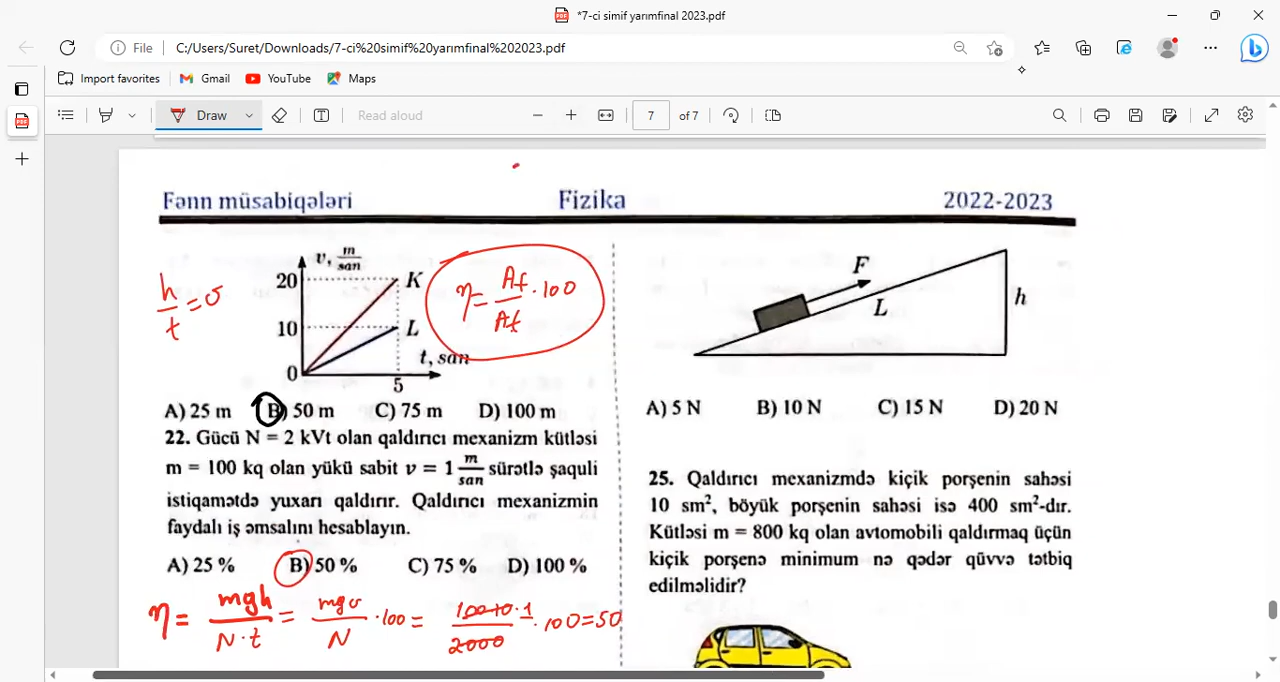 *7-ci simif yarımfinal 2023.pdf
File
C:/Users/Suret/Downloads/7-ci%20simif%20yarımfinal%202023.pdf
Import favorites
Gmail
YouTube
Maps
Draw
Read aloud
7 of 7
Fənn müsabiqələri
Fizika
2022-2023
v, m/san
20
K
10
L
t, san
0
5
h/t = υ
η = Af/At · 100
A) 25 m B) 50 m C) 75 m D) 100 m
22. Gücü N = 2 kVt olan qaldırıcı mexanizm kütləsi
m = 100 kq olan yükü sabit v = 1 m/san sürətlə şaquli
istiqamətdə yuxarı qaldırır. Qaldırıcı mexanizmin
faydalı iş əmsalını hesablayın.
A) 25 % B) 50 % C) 75 % D) 100 %
η = mgh/N·t = mgυ/N · 100 = 100·10·1/2000 · 100 = 50
F
L
h
A) 5 N B) 10 N C) 15 N D) 20 N
25. Qaldırıcı mexanizmdə kiçik porşenin sahəsi
10 sm², böyük porşenin sahəsi isə 400 sm²-dır.
Kütləsi m = 800 kq olan avtomobili qaldırmaq üçün
kiçik porşenə minimum nə qədər qüvvə tətbiq
edilməlidir?